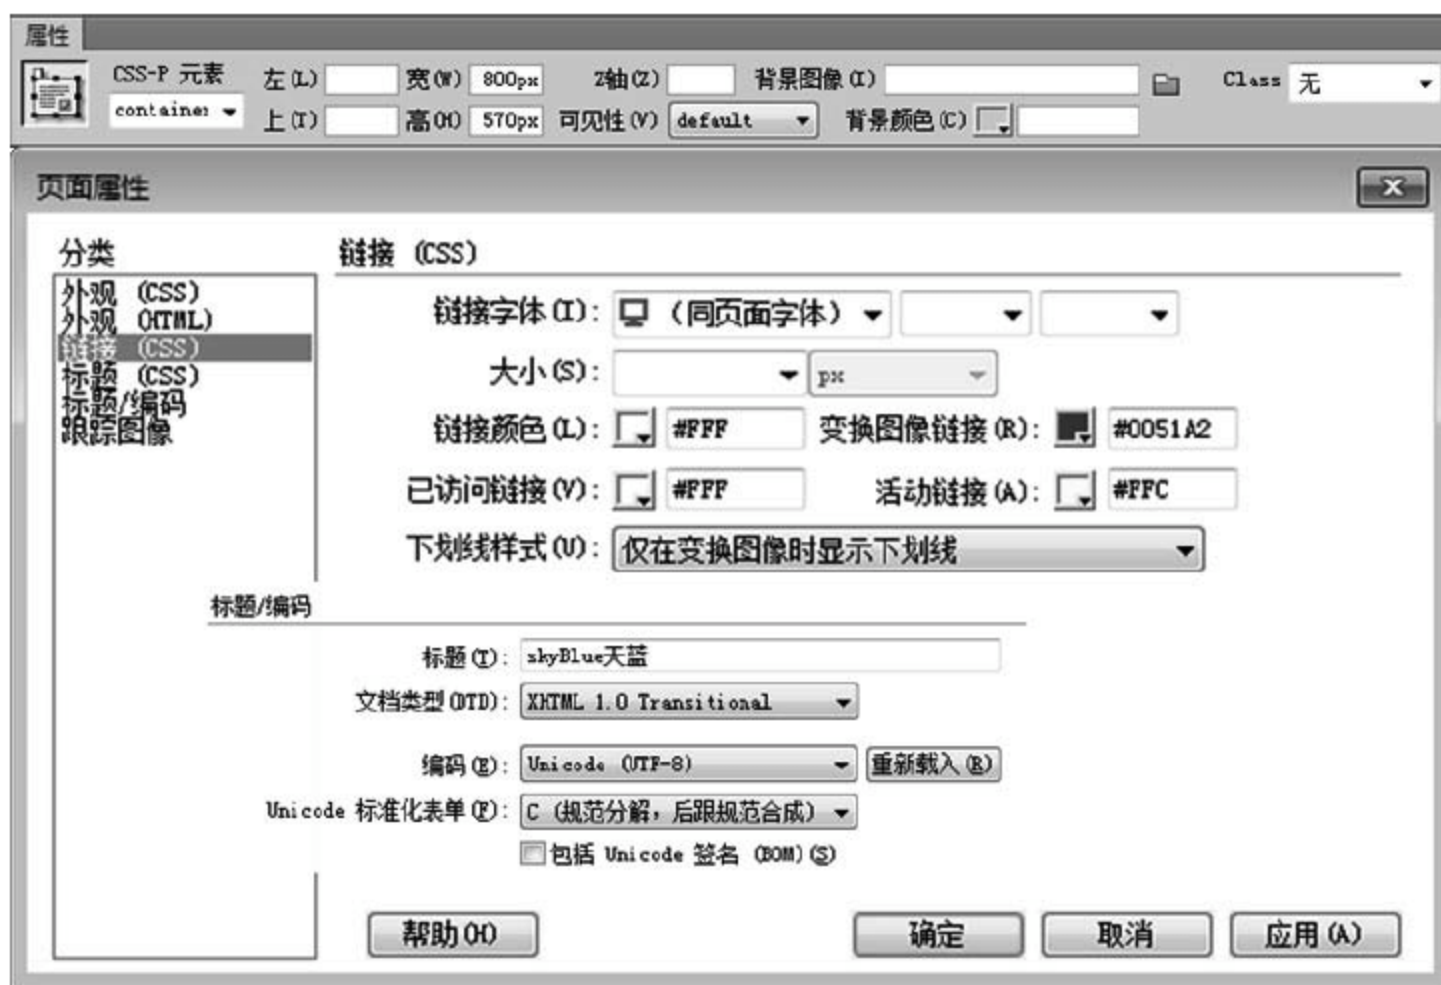 属性
CSS-P 元素 左(L) 宽(W) 800px Z轴(Z) 背景图像(I) Class 无
container 上(T) 高(H) 570px 可见性(V) default 背景颜色(C)
页面属性
分类 链接 (CSS)
外观 (CSS)
外观 (HTML)
链接 (CSS)
标题 (CSS)
标题/编码
跟踪图像
链接字体(I): (同页面字体)
大小(S): px
链接颜色(L): #FFF 变换图像链接(R): #0051A2
已访问链接(V): #FFF 活动链接(A): #FFC
下划线样式(U): 仅在变换图像时显示下划线
标题/编码
标题(T): skyBlue天蓝
文档类型(DTD): XHTML 1.0 Transitional
编码(E): Unicode (UTF-8) 重新载入(R)
Unicode 标准化表单(F): C (规范分解，后跟规范合成)
包括 Unicode 签名 (BOM)(S)
帮助(H) 确定 取消 应用(A)